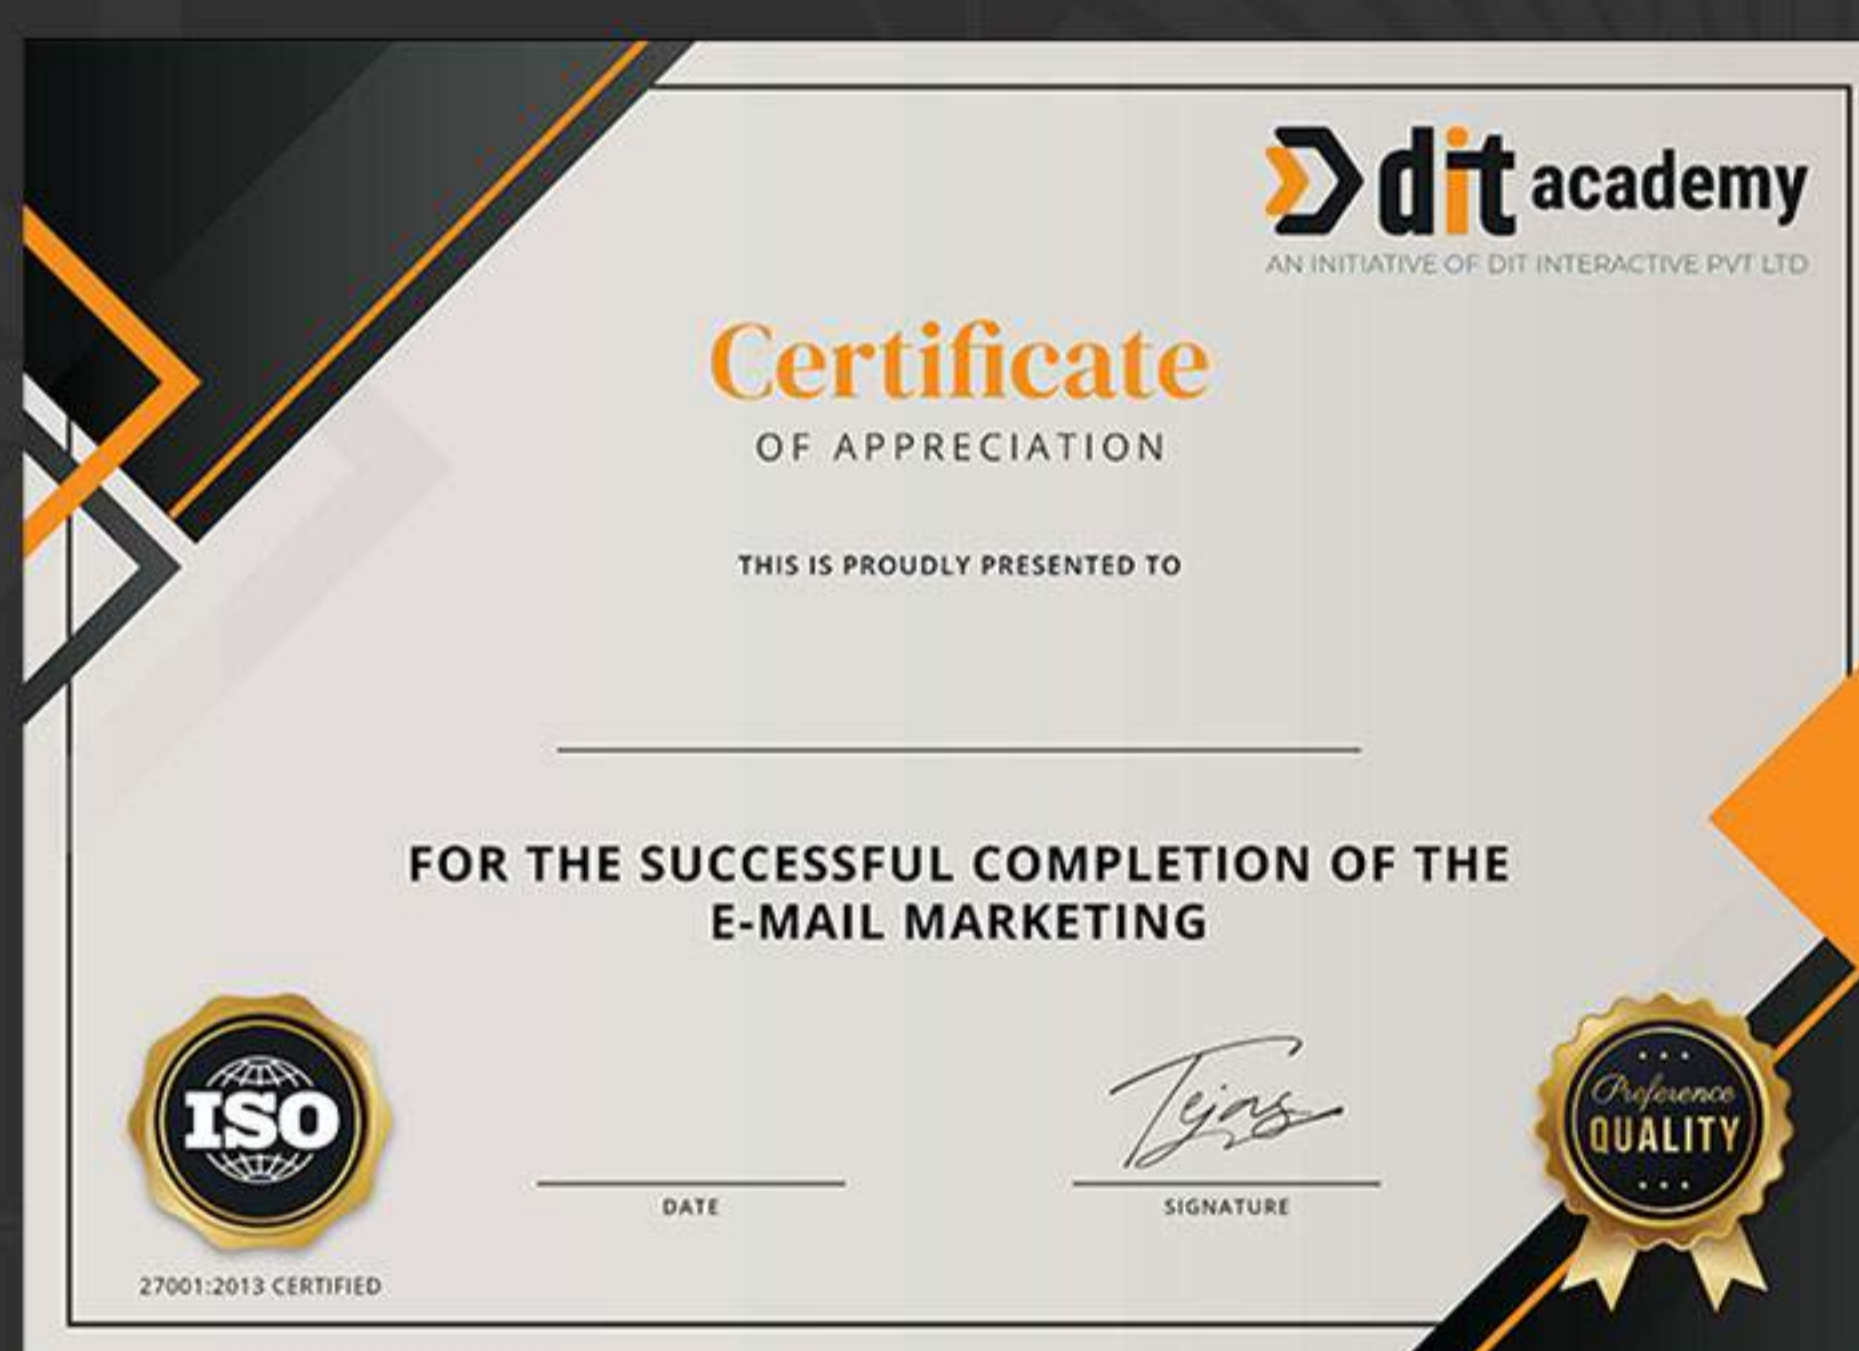 dit academy
AN INITIATIVE OF DIT INTERACTIVE PVT LTD
Certificate
OF APPRECIATION
THIS IS PROUDLY PRESENTED TO
FOR THE SUCCESSFUL COMPLETION OF THE
E-MAIL MARKETING
ISO
27001:2013 CERTIFIED
DATE
Tejas
SIGNATURE
Preference
QUALITY